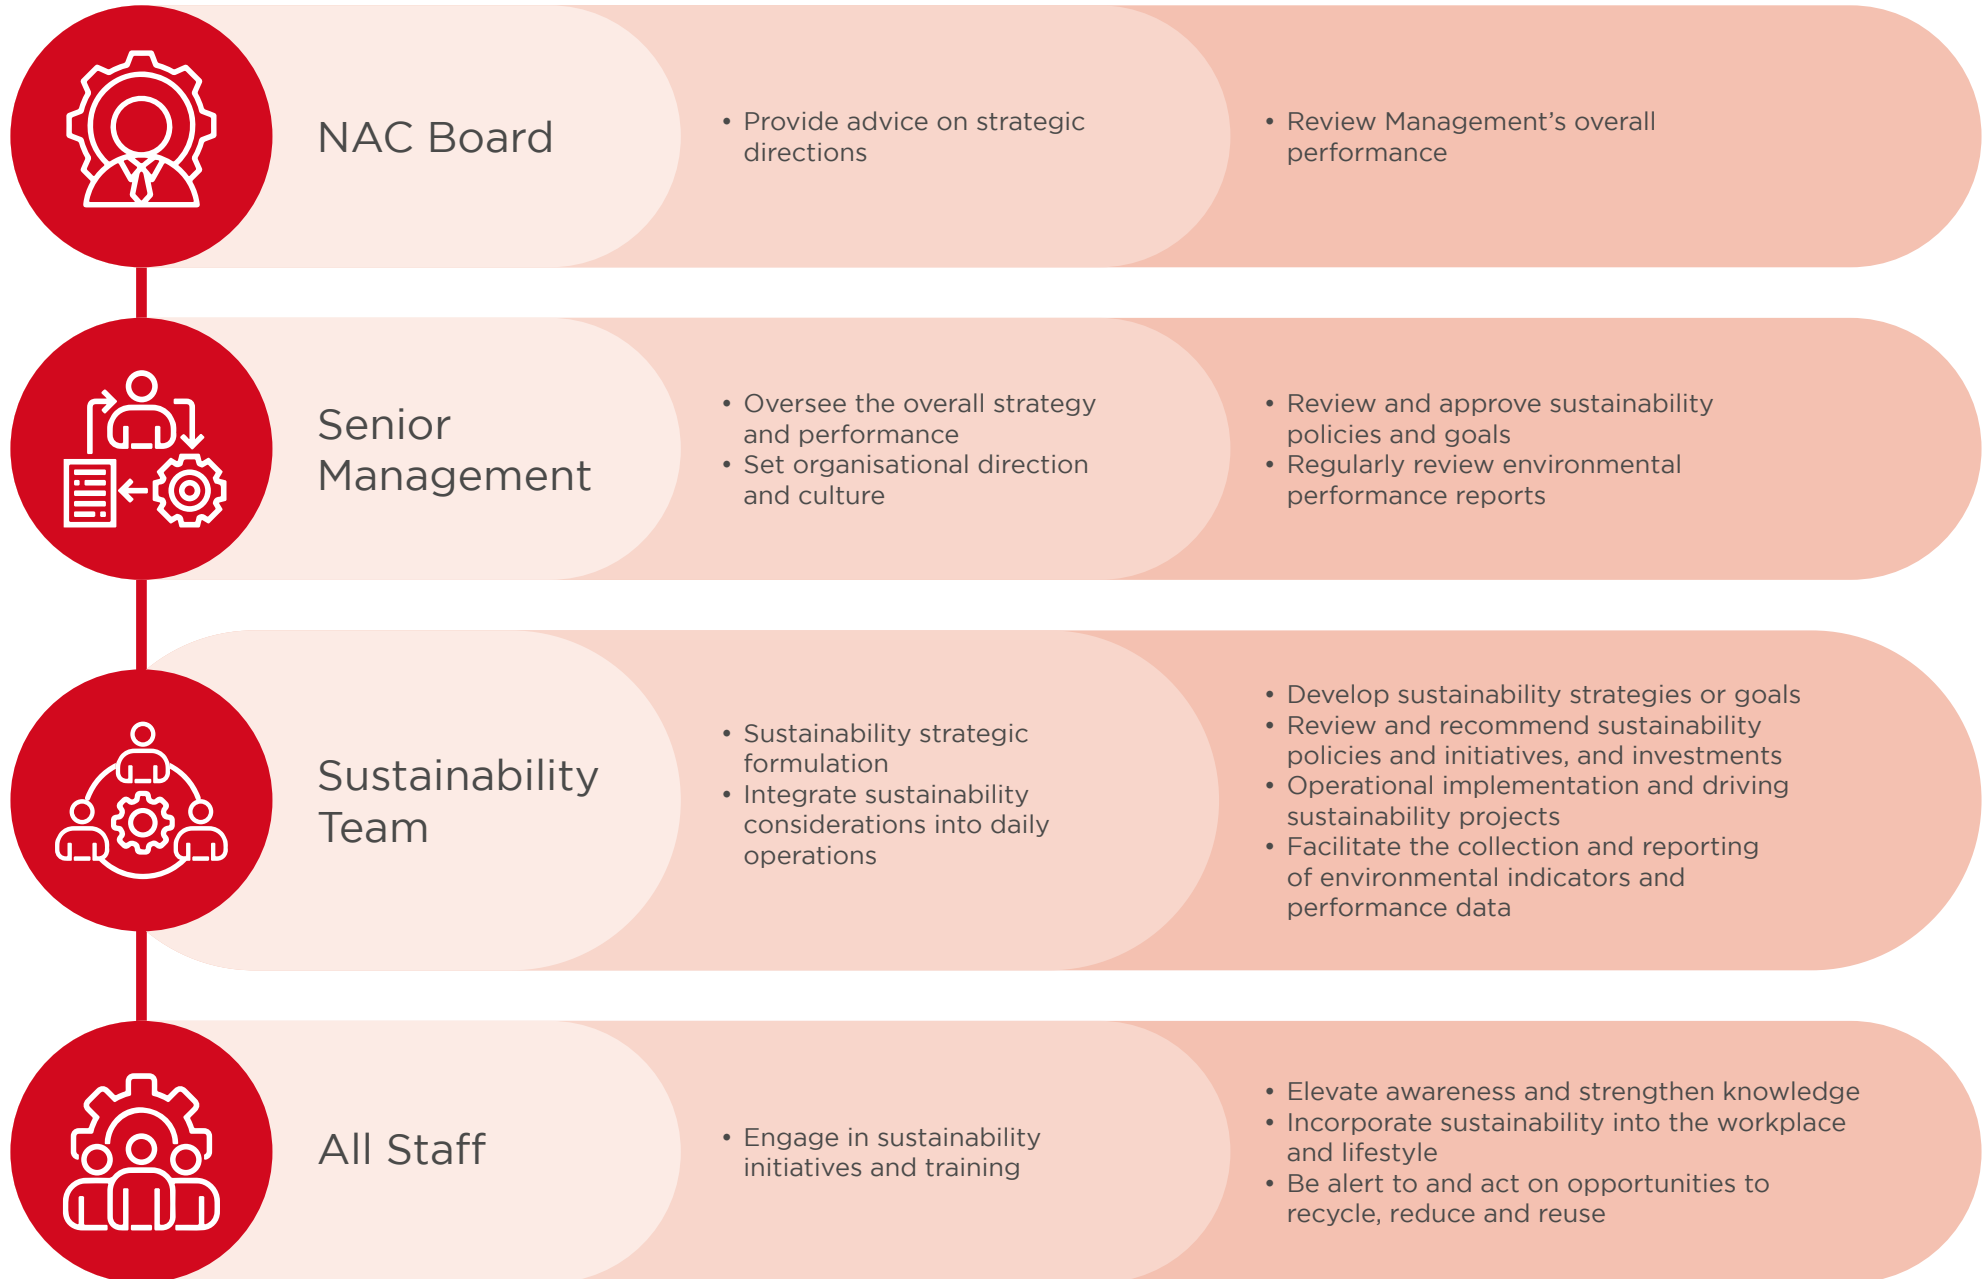 NAC Board
• Provide advice on strategic
directions
• Review Management’s overall
performance
Senior
Management
• Oversee the overall strategy
and performance
• Set organisational direction
and culture
• Review and approve sustainability
policies and goals
• Regularly review environmental
performance reports
Sustainability
Team
• Sustainability strategic
formulation
• Integrate sustainability
considerations into daily
operations
• Develop sustainability strategies or goals
• Review and recommend sustainability
policies and initiatives, and investments
• Operational implementation and driving
sustainability projects
• Facilitate the collection and reporting
of environmental indicators and
performance data
All Staff
• Engage in sustainability
initiatives and training
• Elevate awareness and strengthen knowledge
• Incorporate sustainability into the workplace
and lifestyle
• Be alert to and act on opportunities to
recycle, reduce and reuse